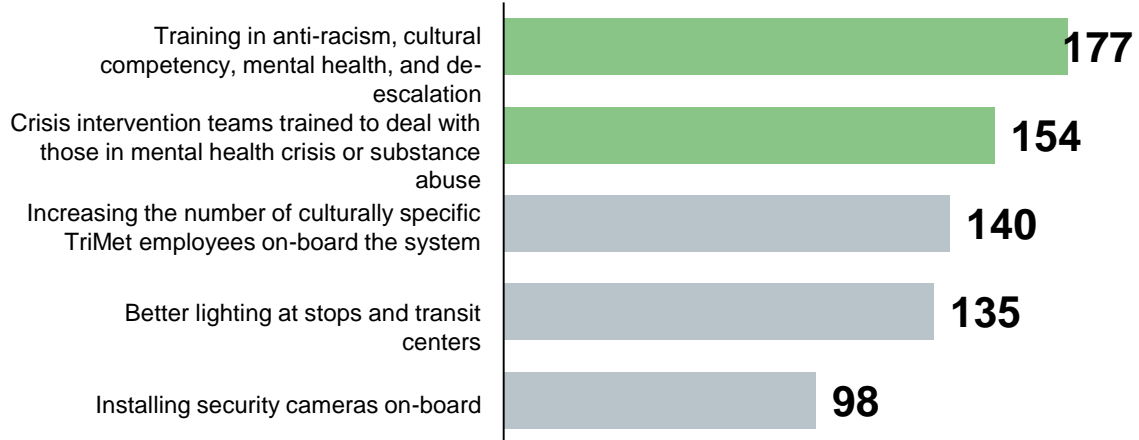 Training in anti-racism, cultural
competency, mental health, and de-
escalation
177
Crisis intervention teams trained to deal with
those in mental health crisis or substance
abuse
154
Increasing the number of culturally specific
TriMet employees on-board the system
140
Better lighting at stops and transit
centers
135
Installing security cameras on-board
98